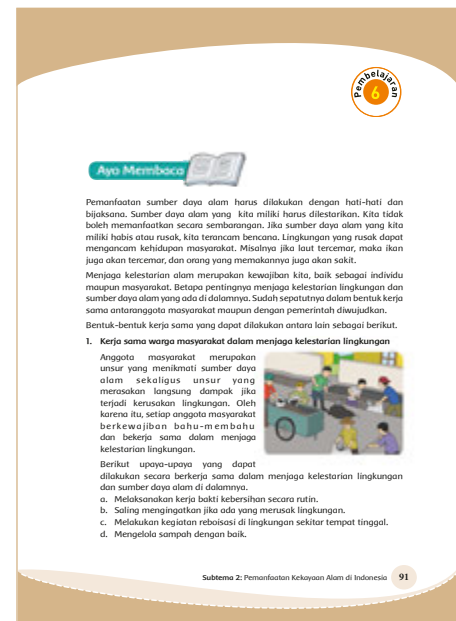 Pembelajaran
6
Ayo Membaca
Pemanfaatan sumber daya alam harus dilakukan dengan hati-hati dan
bijaksana. Sumber daya alam yang kita miliki harus dilestarikan. Kita tidak
boleh memanfaatkan secara sembarangan. Jika sumber daya alam yang kita
miliki habis atau rusak, kita terancam bencana. Lingkungan yang rusak dapat
mengancam kehidupan masyarakat. Misalnya jika laut tercemar, maka ikan
juga akan tercemar, dan orang yang memakannya juga akan sakit.
Menjaga kelestarian alam merupakan kewajiban kita, baik sebagai individu
maupun masyarakat. Betapa pentingnya menjaga kelestarian lingkungan dan
sumber daya alam yang ada di dalamnya. Sudah sepatutnya dalam bentuk kerja
sama antaranggota masyarakat maupun dengan pemerintah diwujudkan.
Bentuk-bentuk kerja sama yang dapat dilakukan antara lain sebagai berikut.
1. Kerja sama warga masyarakat dalam menjaga kelestarian lingkungan
Anggota masyarakat merupakan
unsur yang menikmati sumber daya
alam sekaligus unsur yang
merasakan langsung dampak jika
terjadi kerusakan lingkungan. Oleh
karena itu, setiap anggota masyarakat
berkewajiban bahu-membahu
dan bekerja sama dalam menjaga
kelestarian lingkungan.
Berikut upaya-upaya yang dapat
dilakukan secara berkerja sama dalam menjaga kelestarian lingkungan
dan sumber daya alam di dalamnya.
a. Melaksanakan kerja bakti kebersihan secara rutin.
b. Saling mengingatkan jika ada yang merusak lingkungan.
c. Melakukan kegiatan reboisasi di lingkungan sekitar tempat tinggal.
d. Mengelola sampah dengan baik.
Subtema 2: Pemanfaatan Kekayaan Alam di Indonesia 91